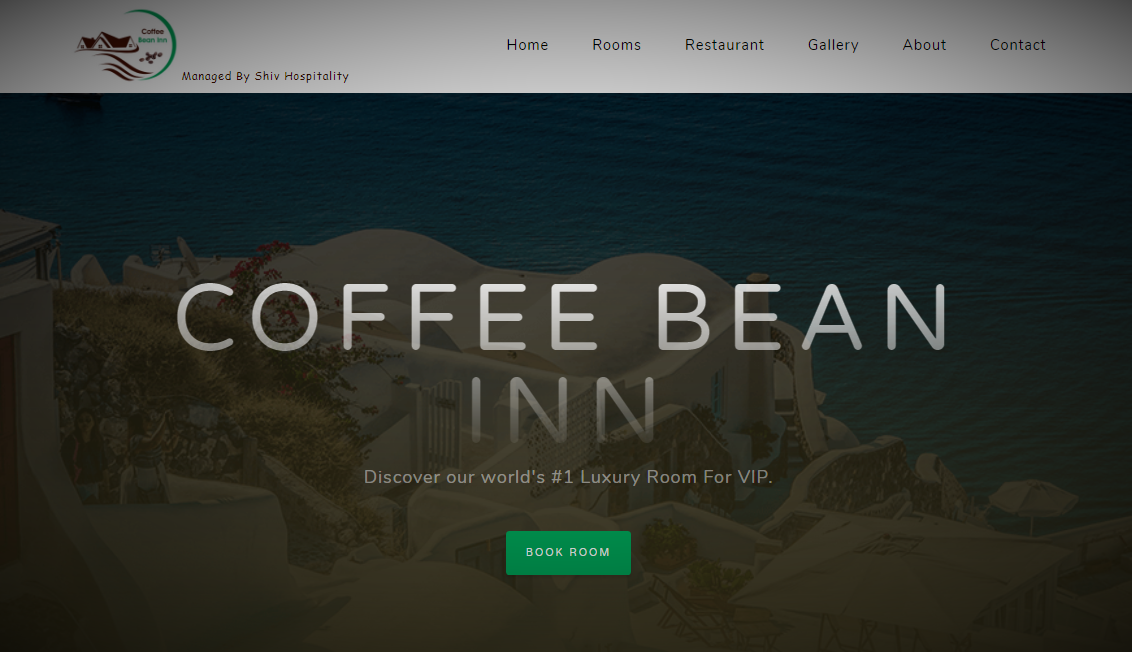 Coffee
Bean Inn
Managed By Shiv Hospitality
Home Rooms Restaurant Gallery About Contact
COFFEE BEAN
INN
Discover our world's #1 Luxury Room For VIP.
BOOK ROOM